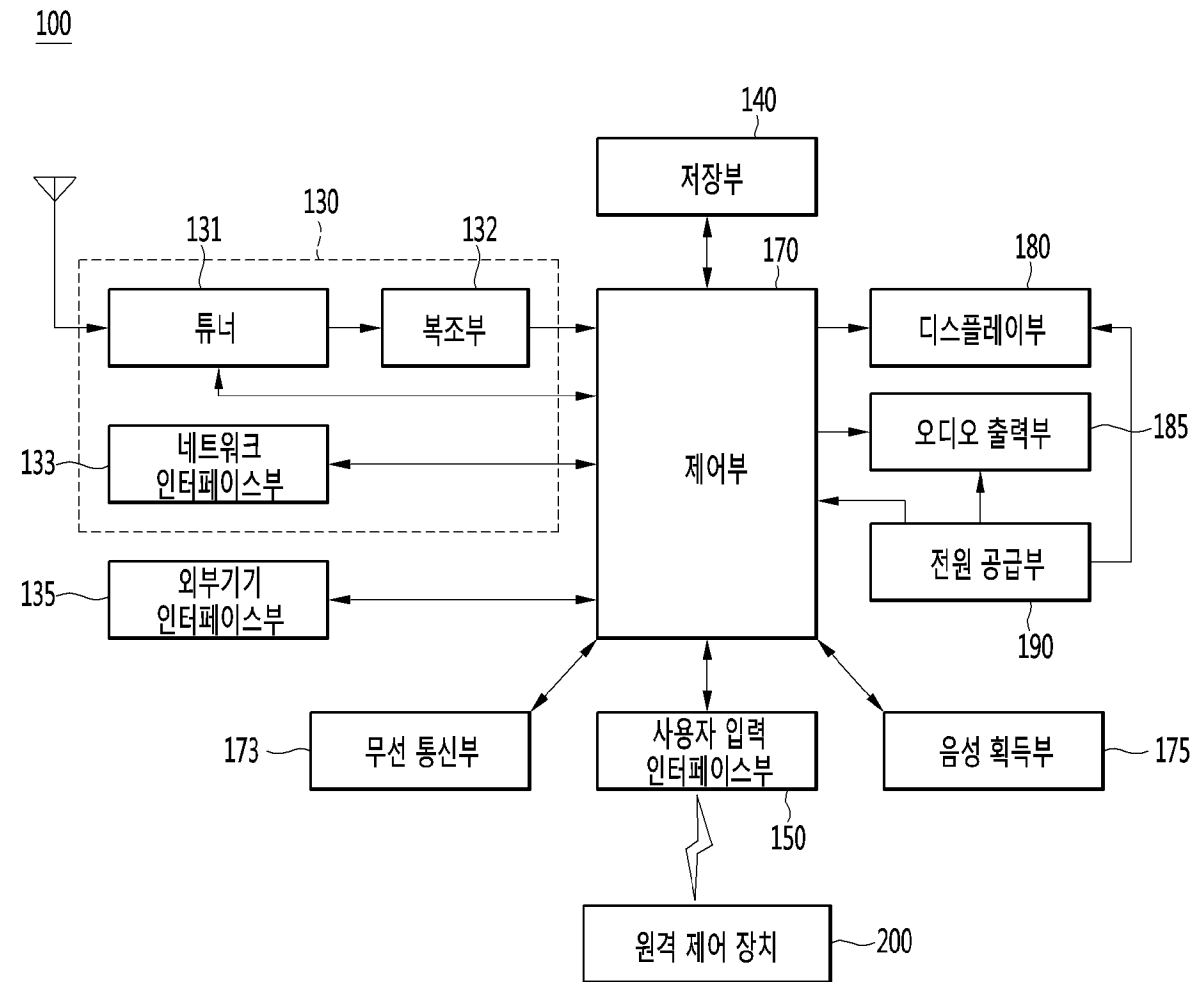 100
140
저장부
130
131
132
170
180
튜너
복조부
디스플레이부
오디오 출력부
185
133
네트워크
인터페이스부
제어부
전원 공급부
135
외부기기
인터페이스부
190
173
무선 통신부
사용자 입력
인터페이스부
음성 획득부
175
150
원격 제어 장치
200